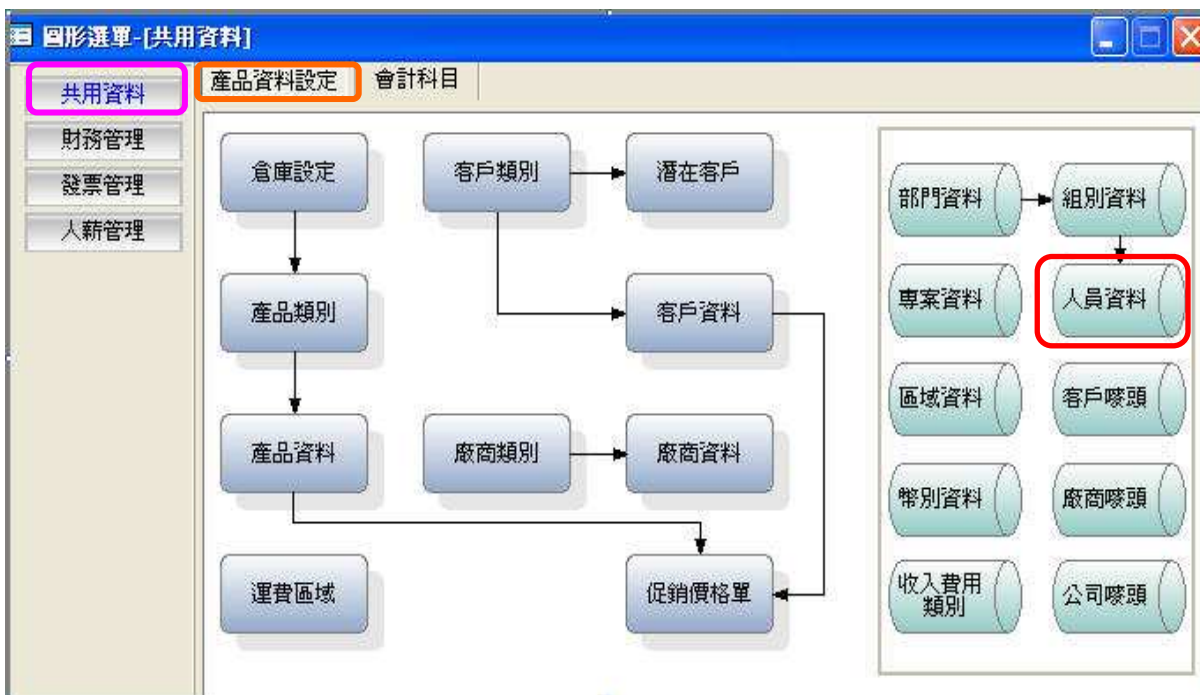 圖形選單-[共用資料]
共用資料
財務管理
發票管理
人薪管理
產品資料設定
會計科目
倉庫設定
客戶類別
潛在客戶
產品類別
客戶資料
產品資料
廠商類別
廠商資料
運費區域
促銷價格單
部門資料
組別資料
專案資料
人員資料
區域資料
客戶嘜頭
幣別資料
廠商嘜頭
收入費用
類別
公司嘜頭